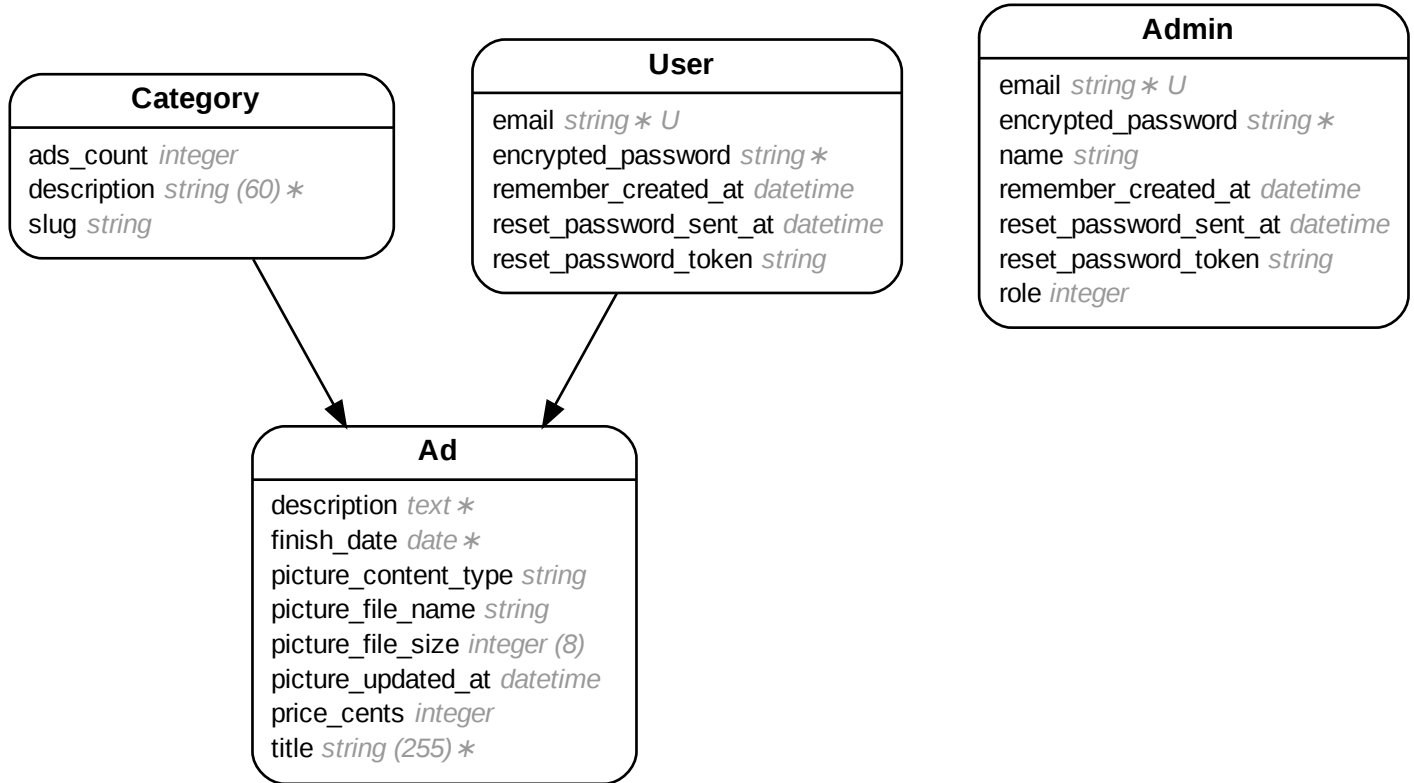 Category
ads_count integer
description string (60) ∗
slug string
User
email string ∗ U
encrypted_password string ∗
remember_created_at datetime
reset_password_sent_at datetime
reset_password_token string
Admin
email string ∗ U
encrypted_password string ∗
name string
remember_created_at datetime
reset_password_sent_at datetime
reset_password_token string
role integer
Ad
description text ∗
finish_date date ∗
picture_content_type string
picture_file_name string
picture_file_size integer (8)
picture_updated_at datetime
price_cents integer
title string (255) ∗